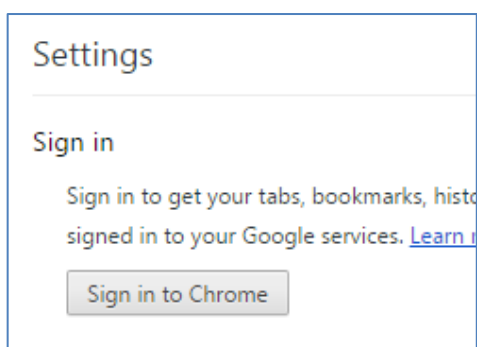 Settings
Sign in
Sign in to get your tabs, bookmarks,
signed in to your Google services. Learn
Sign in to Chrome